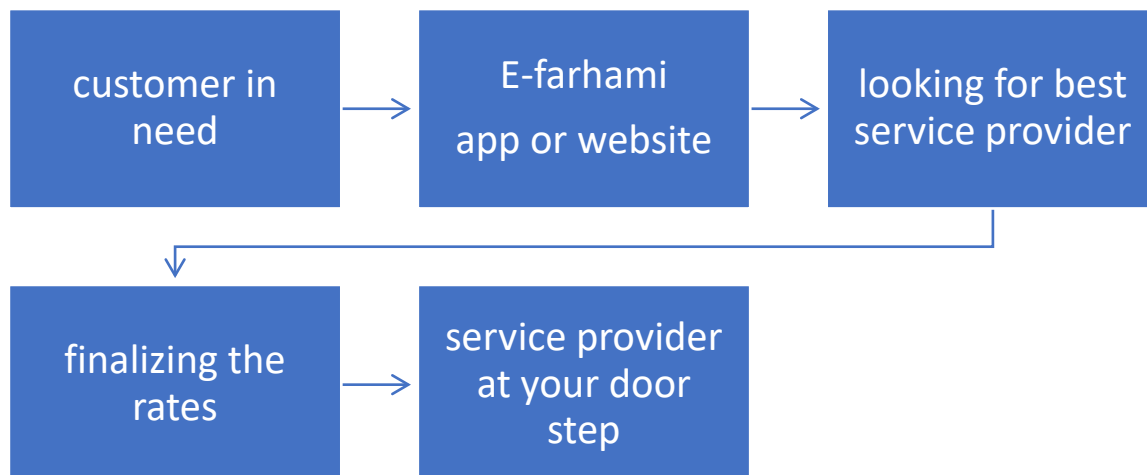 customer in
need
E-farhami
app or website
looking for best
service provider
finalizing the
rates
service provider
at your door
step